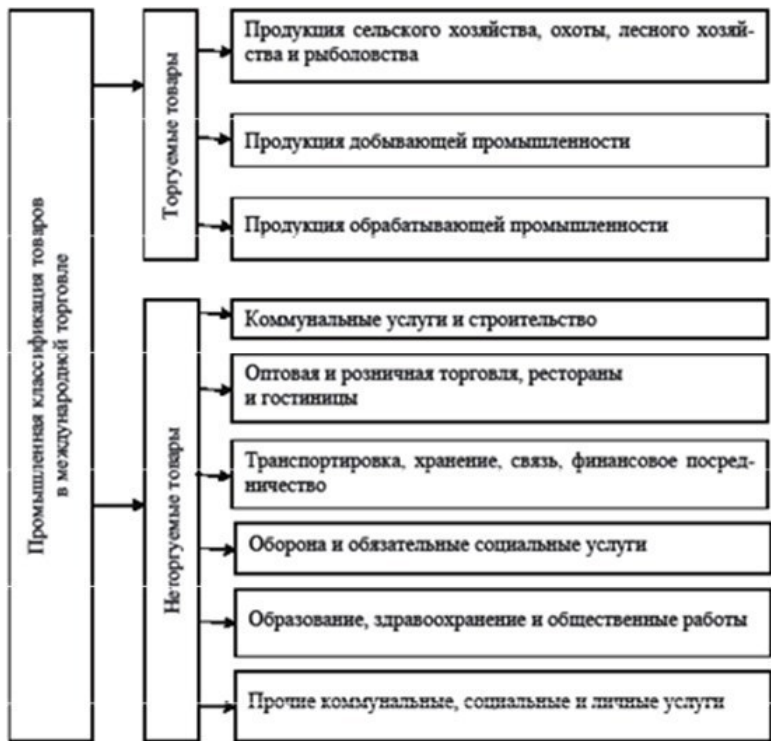 Промышленная классификация товаров
в международной торговле
Торгуемые товары
Продукция сельского хозяйства, охоты, лесного хозяй-
ства и рыболовства
Продукция добывающей промышленности
Продукция обрабатывающей промышленности
Неторгуемые товары
Коммунальные услуги и строительство
Оптовая и розничная торговля, рестораны
и гостиницы
Транспортировка, хранение, связь, финансовое посред-
ничество
Оборона и обязательные социальные услуги
Образование, здравоохранение и общественные работы
Прочие коммунальные, социальные и личные услуги